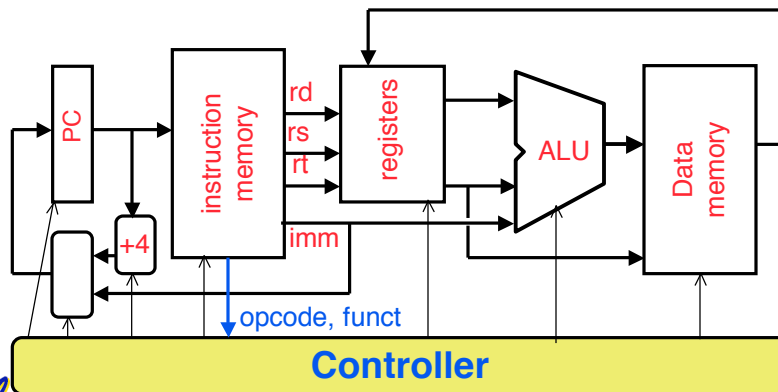 PC
+4
instruction
memory
rd
rs
rt
imm
registers
ALU
Data
memory
opcode, funct
Controller